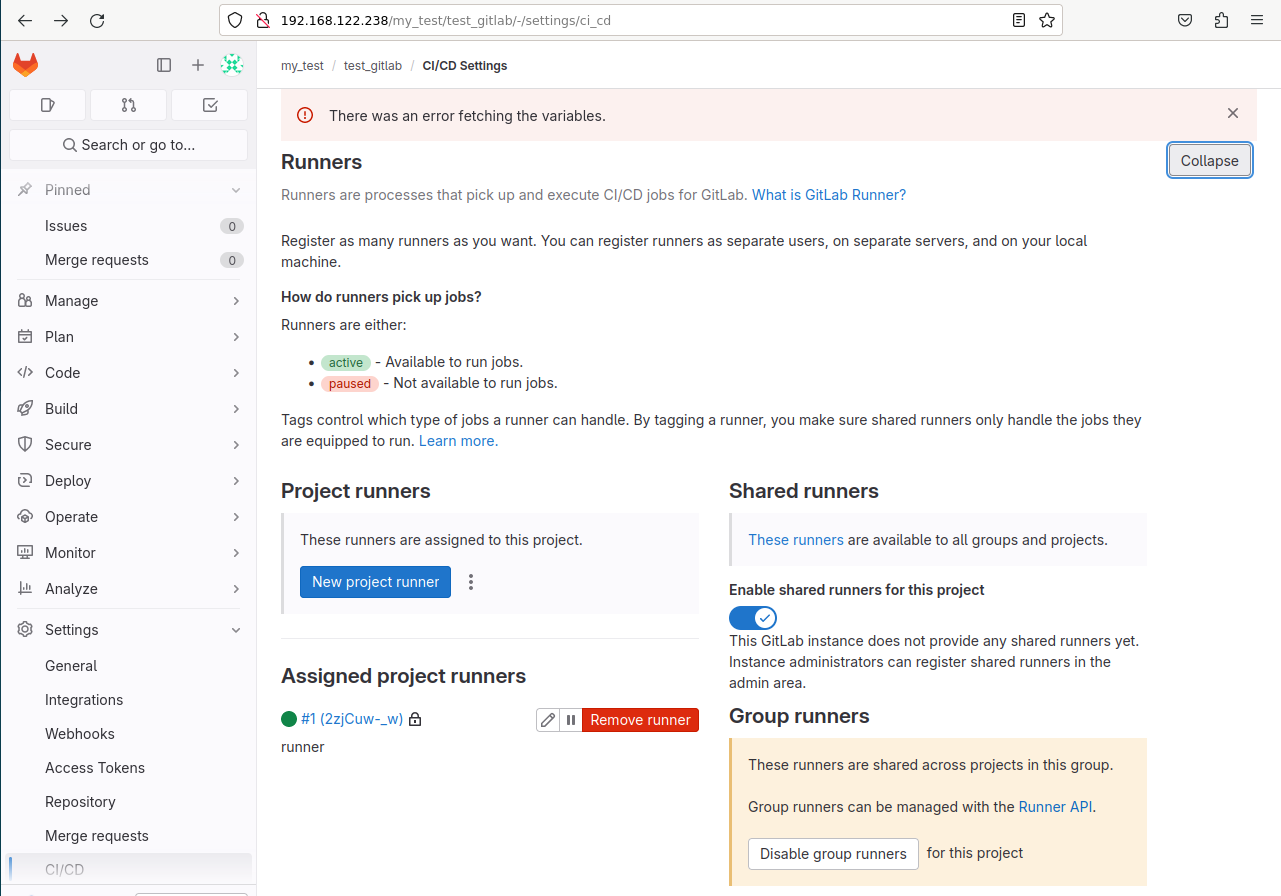 192.168.122.238/my_test/test_gitlab/-/settings/ci_cd
my_test / test_gitlab / CI/CD Settings
There was an error fetching the variables.
Search or go to...
Pinned
Issues 0
Merge requests 0
Manage
Plan
Code
Build
Secure
Deploy
Operate
Monitor
Analyze
Settings
General
Integrations
Webhooks
Access Tokens
Repository
Merge requests
CI/CD
Runners
Collapse
Runners are processes that pick up and execute CI/CD jobs for GitLab. What is GitLab Runner?
Register as many runners as you want. You can register runners as separate users, on separate servers, and on your local
machine.
How do runners pick up jobs?
Runners are either:
• active - Available to run jobs.
• paused - Not available to run jobs.
Tags control which type of jobs a runner can handle. By tagging a runner, you make sure shared runners only handle the jobs they
are equipped to run. Learn more.
Project runners
These runners are assigned to this project.
New project runner
Assigned project runners
#1 (2zjCuw-_w)
Remove runner
runner
Shared runners
These runners are available to all groups and projects.
Enable shared runners for this project
This GitLab instance does not provide any shared runners yet.
Instance administrators can register shared runners in the
admin area.
Group runners
These runners are shared across projects in this group.
Group runners can be managed with the Runner API.
Disable group runners for this project